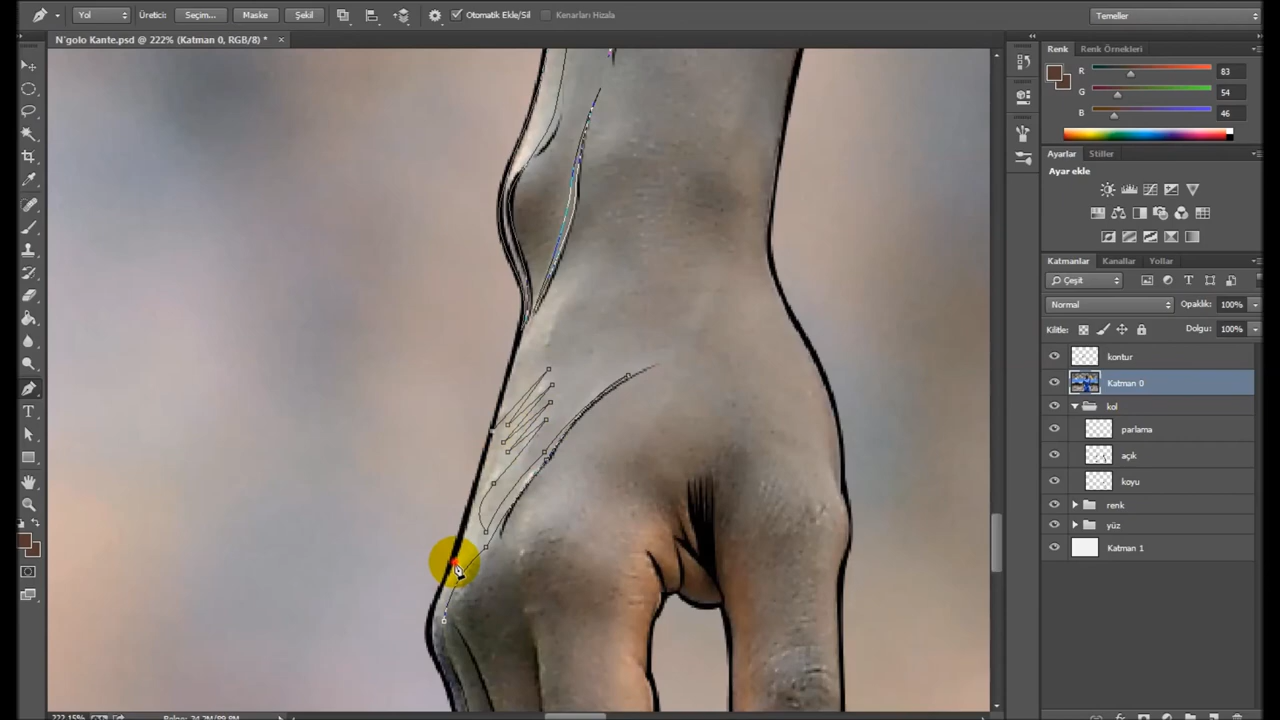 Yol Üretici: Seçim... Maske Şekil Otomatik Ekle/Sil Kenarları Hizala Temeller
N`golo Kante.psd @ 222% (Katman 0, RGB/8) *
Renk Renk Örnekleri
R 83
G 54
B 46
Ayarlar Stiller
Ayar ekle
Katmanlar Kanallar Yollar
Çeşit
Normal Opaklık: 100%
Kilitle: Dolgu: 100%
kontur
Katman 0
kol
parlama
açık
koyu
renk
yüz
Katman 1